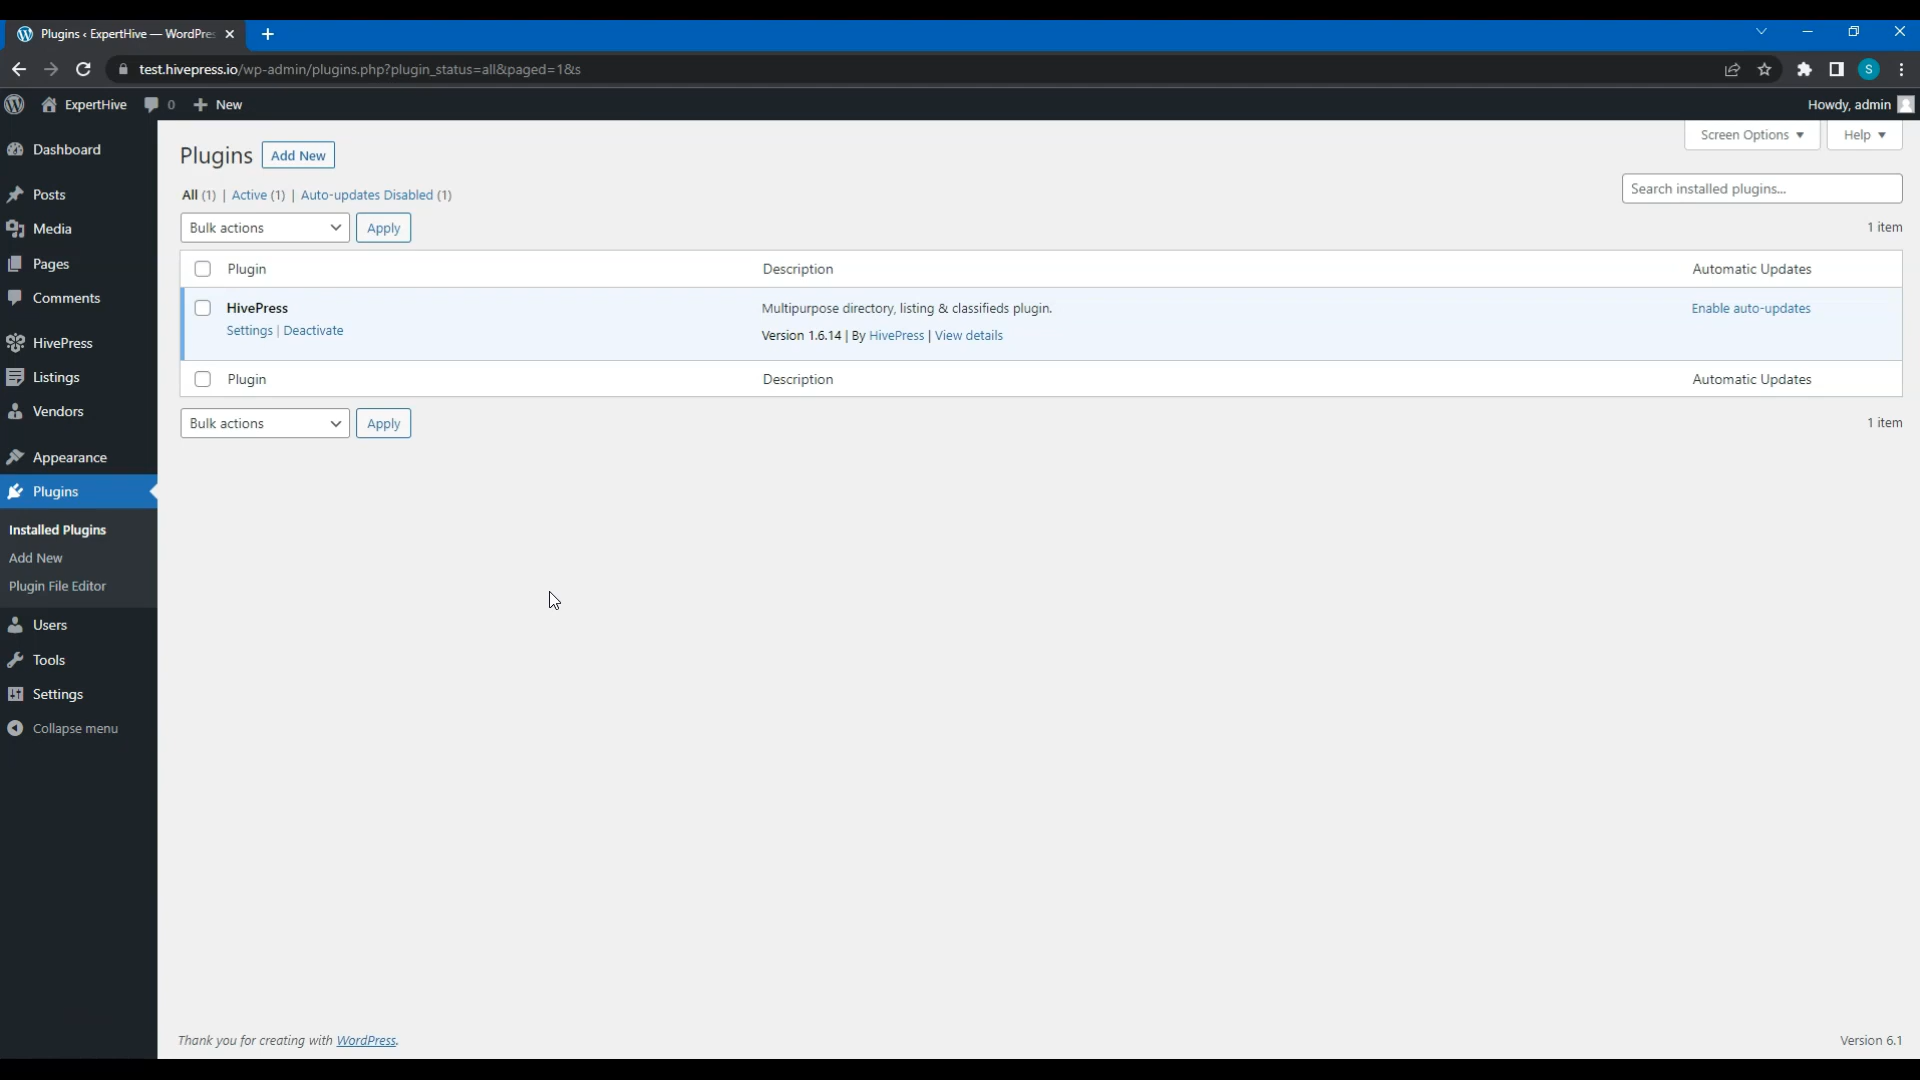 Plugins ‹ ExpertHive — WordPres
test.hivepress.io/wp-admin/plugins.php?plugin_status=all&paged=1&s
S
ExpertHive 0 New
Howdy, admin
Dashboard
Posts
Media
Pages
Comments
HivePress
Listings
Vendors
Appearance
Plugins
Installed Plugins
Add New
Plugin File Editor
Users
Tools
Settings
Collapse menu
Screen Options Help
Plugins Add New
All (1) | Active (1) | Auto-updates Disabled (1)
Search installed plugins...
Bulk actions Apply 1 item
Plugin Description Automatic Updates
HivePress Multipurpose directory, listing & classifieds plugin. Enable auto-updates
Settings | Deactivate Version 1.6.14 | By HivePress | View details
Plugin Description Automatic Updates
Bulk actions Apply 1 item
Thank you for creating with WordPress. Version 6.1